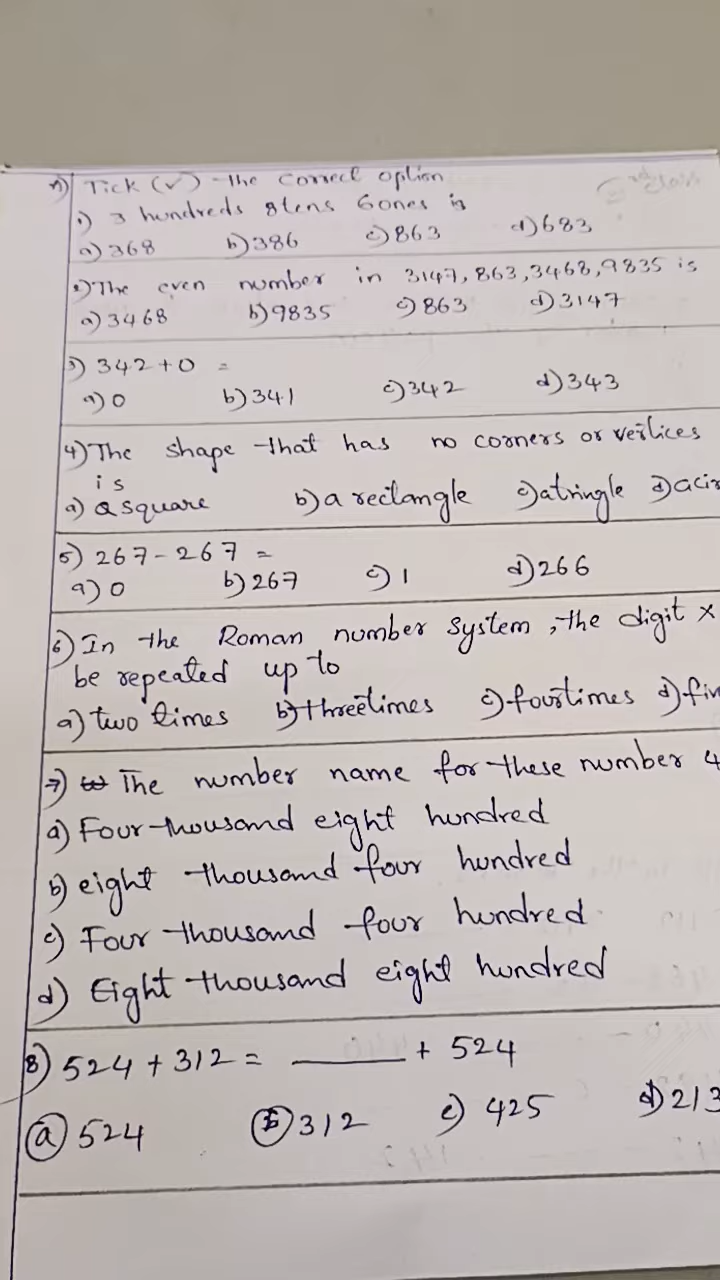 A) Tick (✓) the correct option
1) 3 hundreds 8 tens 6 ones is
a) 368 b) 386 c) 863 d) 683
2) The even number in 3147, 863, 3468, 9835 is
a) 3468 b) 9835 c) 863 d) 3147
3) 342 + 0 =
a) 0 b) 341 c) 342 d) 343
4) The shape that has no corners or vertices
is
a) a square b) a rectangle c) a tringle d) a cir
5) 267 - 267 =
a) 0 b) 267 c) 1 d) 266
6) In the Roman number system, the digit x
be repeated up to
a) two times b) three times c) four times d) fiv
7) The number name for these number 4
a) Four thousand eight hundred
b) eight thousand four hundred
c) Four thousand four hundred
d) Eight thousand eight hundred
8) 524 + 312 = ____ + 524
a) 524 b) 312 c) 425 d) 213